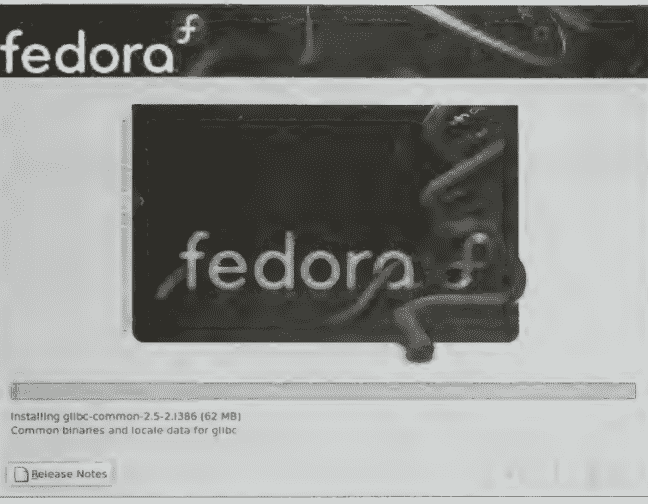 fedora f
fedora f
Installing glibc-common-2.5-2.i386 (62 MB)
Common binaries and locale data for glibc
Release Notes